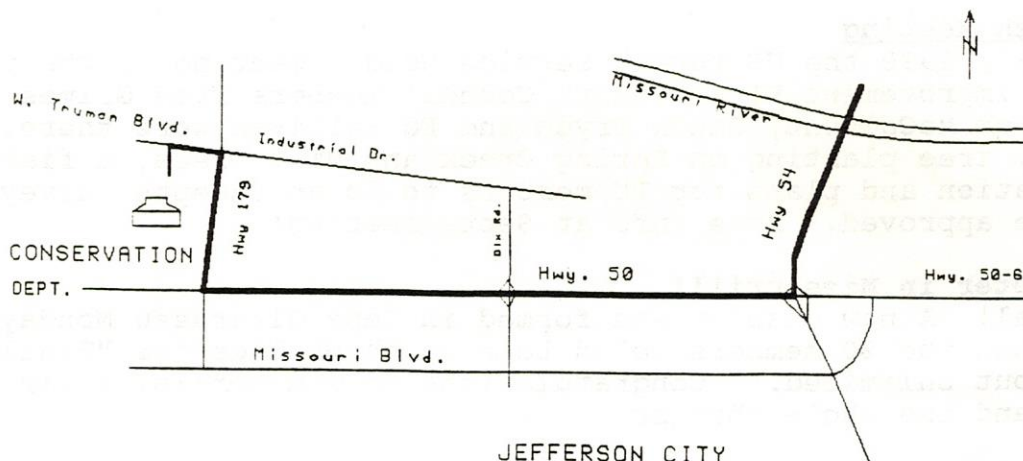 N
Missouri River
W. Truman Blvd.
Industrial Dr.
Hwy 179
Dix Rd.
Hwy 54
CONSERVATION
DEPT.
Hwy. 50
Hwy. 50-6
Missouri Blvd.
JEFFERSON CITY